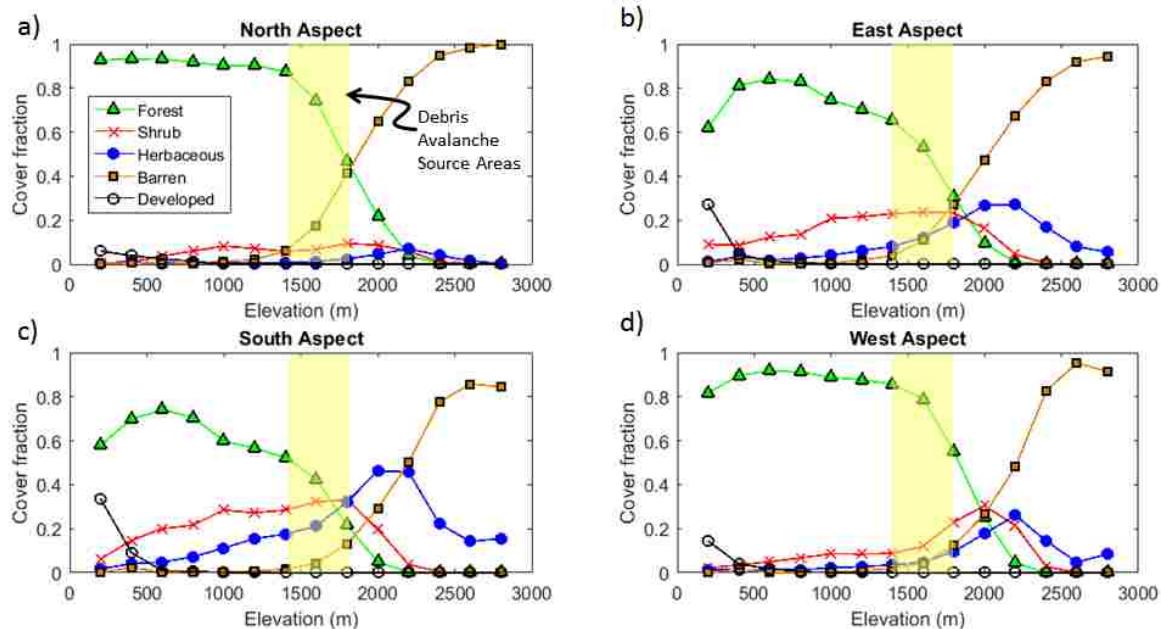 a)
North Aspect
1
0.8
0.6
0.4
0.2
0
Cover fraction
Forest
Shrub
Herbaceous
Barren
Developed
Debris
Avalanche
Source Areas
0 500 1000 1500 2000 2500 3000
Elevation (m)
b)
East Aspect
1
0.8
0.6
0.4
0.2
0
Cover fraction
0 500 1000 1500 2000 2500 3000
Elevation (m)
c)
South Aspect
1
0.8
0.6
0.4
0.2
0
Cover fraction
0 500 1000 1500 2000 2500 3000
Elevation (m)
d)
West Aspect
1
0.8
0.6
0.4
0.2
0
Cover fraction
0 500 1000 1500 2000 2500 3000
Elevation (m)